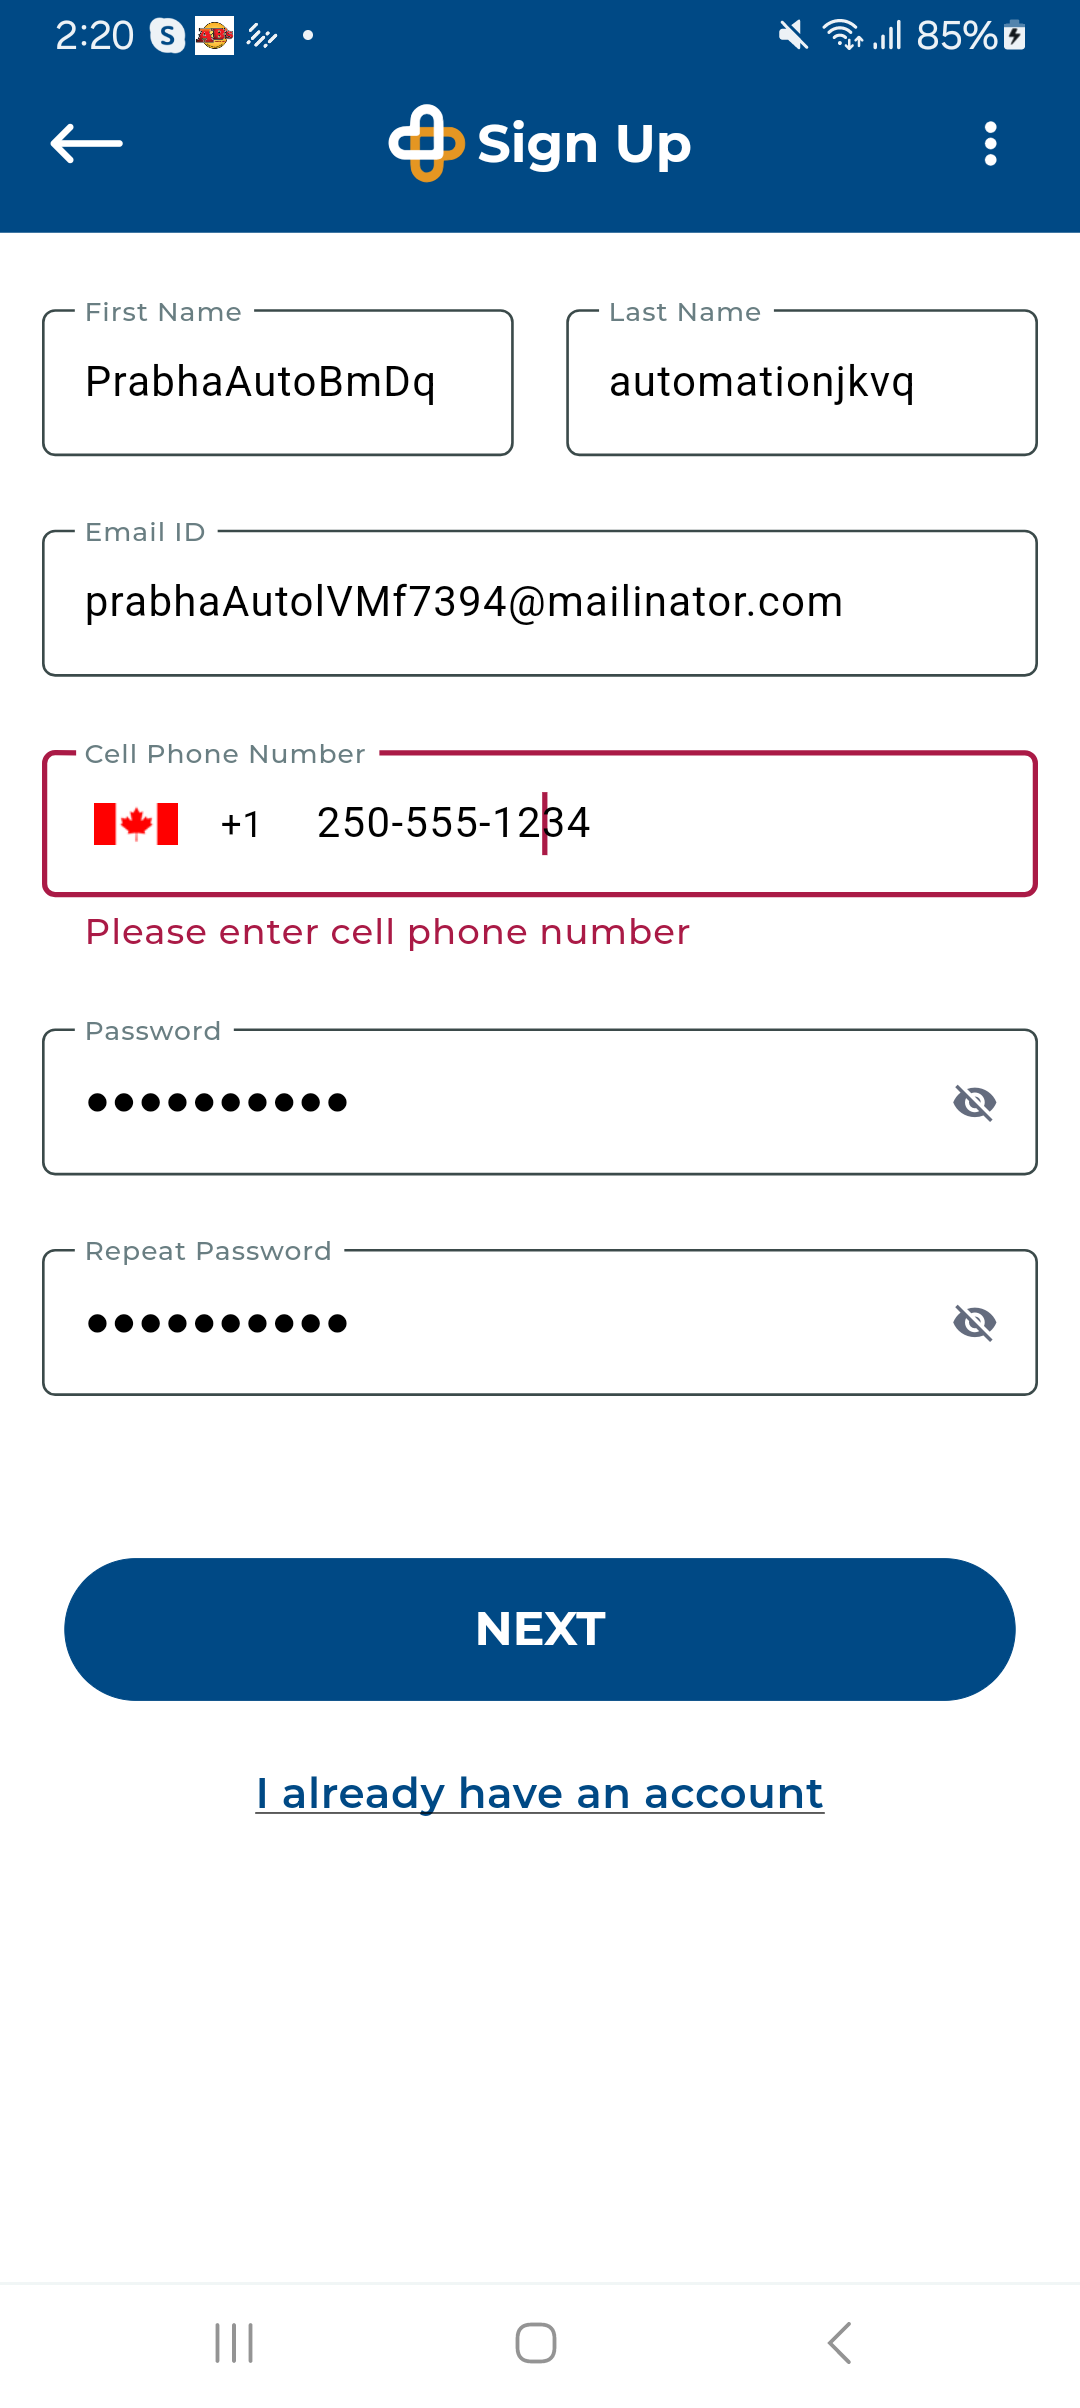 2:20 S 85%
Sign Up
First Name Last Name
PrabhaAutoBmDq automationjkvq
Email ID
prabhaAutolVMf7394@mailinator.com
Cell Phone Number
+1 250-555-1234
Please enter cell phone number
Password
••••••••••
Repeat Password
••••••••••
NEXT
I already have an account